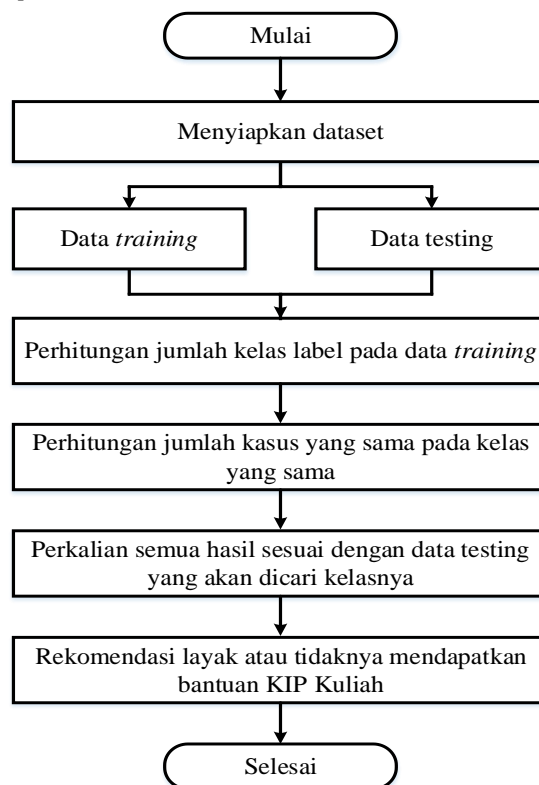 Mulai
Menyiapkan dataset
Data training
Data testing
Perhitungan jumlah kelas label pada data training
Perhitungan jumlah kasus yang sama pada kelas
yang sama
Perkalian semua hasil sesuai dengan data testing
yang akan dicari kelasnya
Rekomendasi layak atau tidaknya mendapatkan
bantuan KIP Kuliah
Selesai